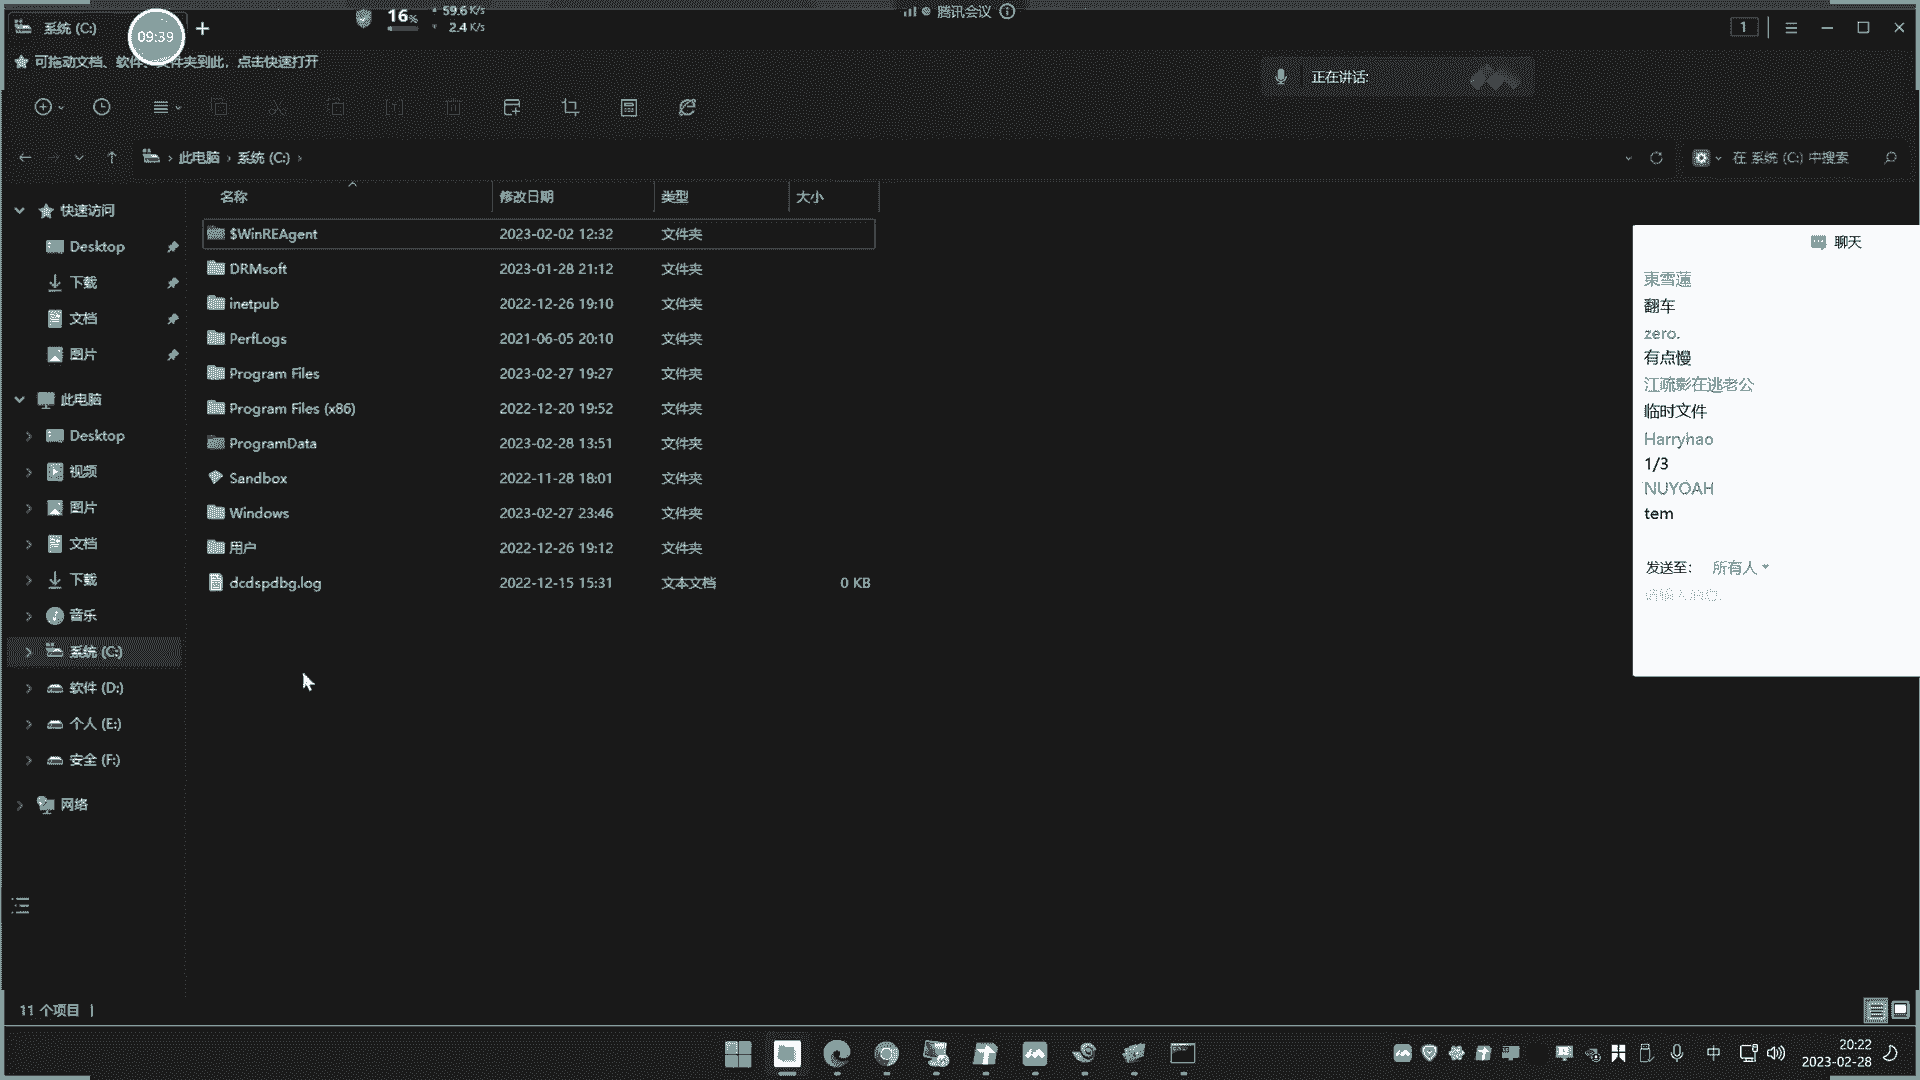 系统 (C:)
09:39
16%
59.6 K/s
2.4 K/s
腾讯会议
1
可拖动文档、软件、文件夹到此，点击快速打开
正在讲话:
此电脑 › 系统 (C:) ›
在 系统 (C:) 中搜索
名称 修改日期 类型 大小
$WinREAgent 2023-02-02 12:32 文件夹
DRMsoft 2023-01-28 21:12 文件夹
inetpub 2022-12-26 19:10 文件夹
PerfLogs 2021-06-05 20:10 文件夹
Program Files 2023-02-27 19:27 文件夹
Program Files (x86) 2022-12-20 19:52 文件夹
ProgramData 2023-02-28 13:51 文件夹
Sandbox 2022-11-28 18:01 文件夹
Windows 2023-02-27 23:46 文件夹
用户 2022-12-26 19:12 文件夹
dcdspdbg.log 2022-12-15 15:31 文本文档 0 KB
快速访问
Desktop
下载
文档
图片
此电脑
Desktop
视频
图片
文档
下载
音乐
系统 (C:)
软件 (D:)
个人 (E:)
安全 (F:)
网络
聊天
東雪蓮
翻车
zero.
有点慢
江疏影在逃老公
临时文件
Harryhao
1/3
NUYOAH
tem
发送至: 所有人
请输入消息
11 个项目
中
20:22
2023-02-28